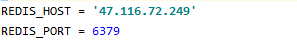 REDIS_HOST = '47.116.72.249'
REDIS_PORT = 6379